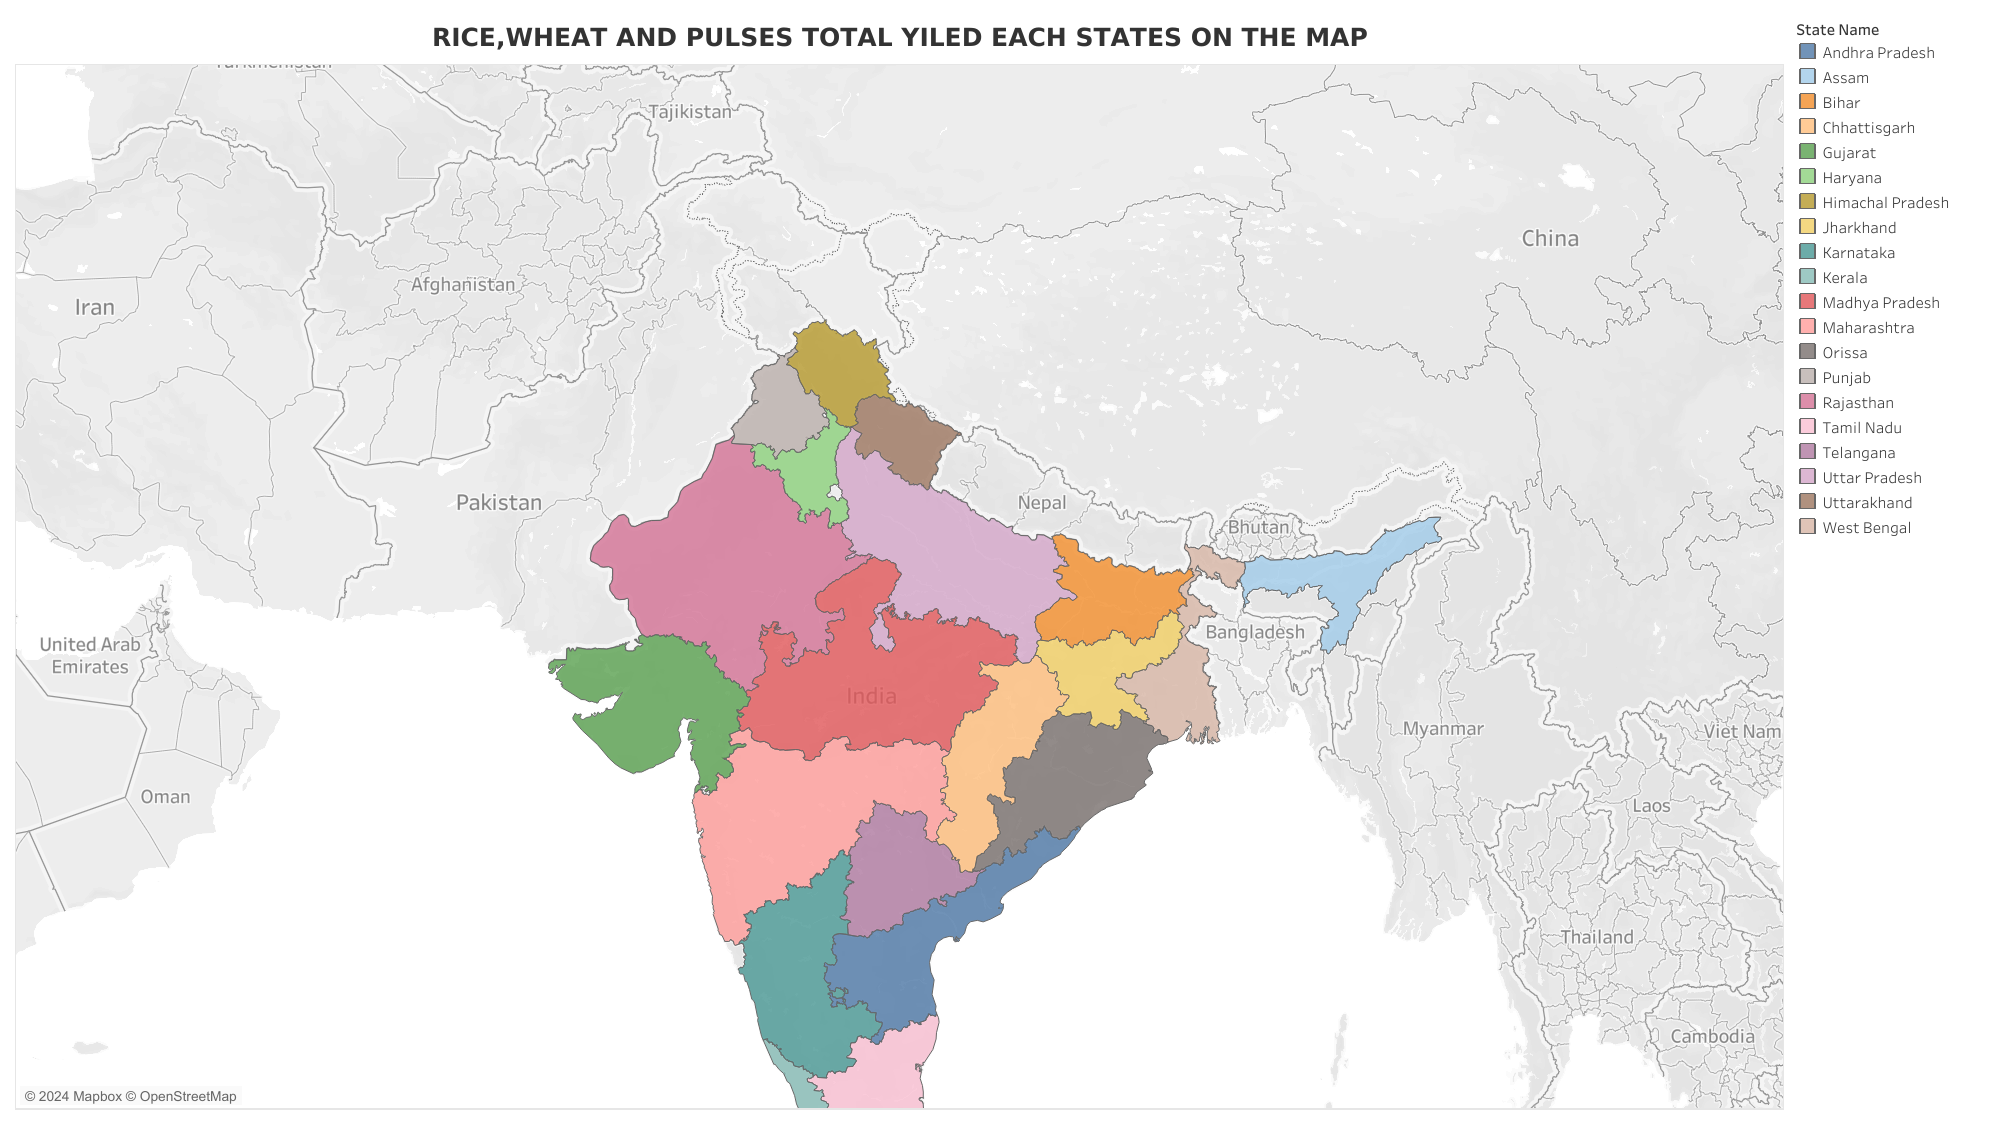 RICE,WHEAT AND PULSES TOTAL YILED EACH STATES ON THE MAP
State Name
Andhra Pradesh
Assam
Bihar
Chhattisgarh
Gujarat
Haryana
Himachal Pradesh
Jharkhand
Karnataka
Kerala
Madhya Pradesh
Maharashtra
Orissa
Punjab
Rajasthan
Tamil Nadu
Telangana
Uttar Pradesh
Uttarakhand
West Bengal
Turkmenistan
Tajikistan
China
Afghanistan
Iran
Pakistan
Nepal
Bhutan
Bangladesh
United Arab
Emirates
India
Myanmar
Viet Nam
Oman
Laos
Thailand
Cambodia
© 2024 Mapbox © OpenStreetMap